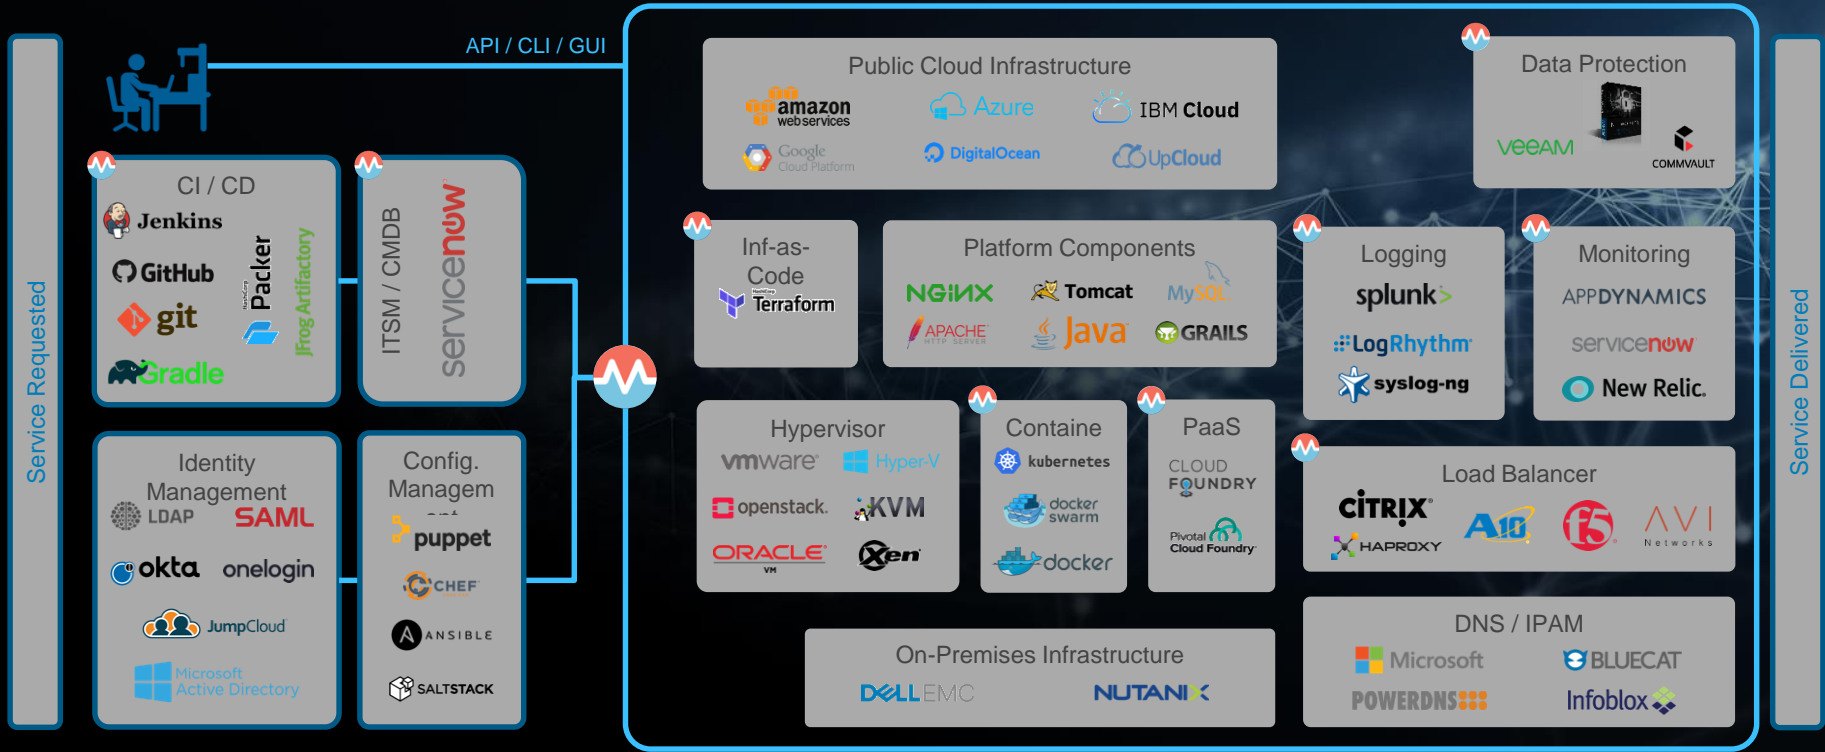 Service Requested
API / CLI / GUI
CI / CD
Jenkins
GitHub
git
Gradle
HashiCorp
Packer
JFrog Artifactory
ITSM / CMDB
servicenow
Identity
Management
LDAP
SAML
okta
onelogin
JumpCloud
Microsoft
Active Directory
Config.
Managem
puppet
CHEF
ANSIBLE
SALTSTACK
Public Cloud Infrastructure
amazon
webservices
Azure
IBM Cloud
Google
Cloud Platform
DigitalOcean
UpCloud
Data Protection
veeAM
COMMVAULT
Inf-as-
Code
HashiCorp
Terraform
Platform Components
NGINX
Tomcat
MySQL
APACHE
HTTP SERVER
Java
GRAILS
Logging
splunk>
LogRhythm
syslog-ng
Monitoring
APPDYNAMICS
servicenow
New Relic.
Hypervisor
vmware
Hyper-V
openstack.
KVM
ORACLE
VM
Xen
Containe
kubernetes
docker
swarm
docker
PaaS
CLOUD
FOUNDRY
Pivotal
Cloud Foundry
Load Balancer
CITRIX
HAPROXY
A10
f5
AVI
Networks
On-Premises Infrastructure
DELLEMC
NUTANIX
DNS / IPAM
Microsoft
BLUECAT
POWERDNS
Infoblox
Service Delivered